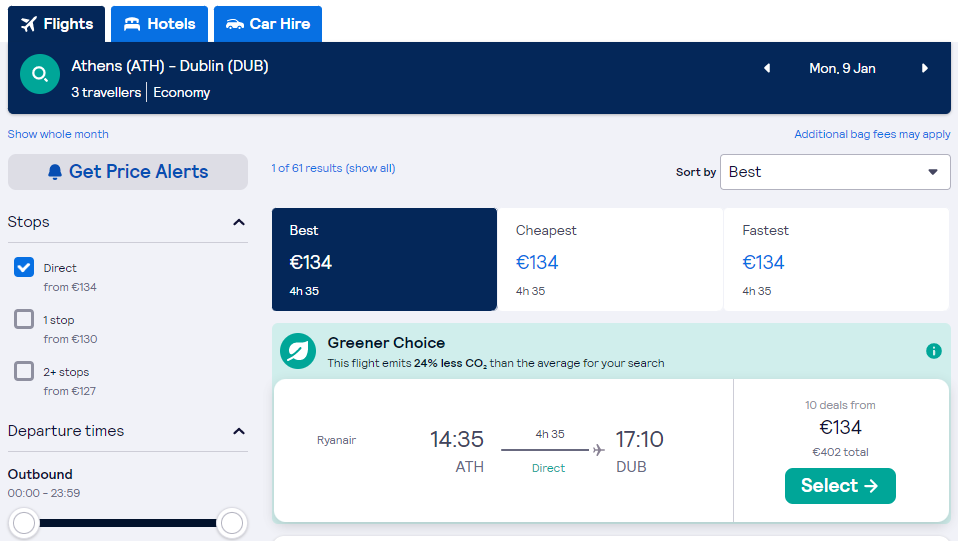 Flights
Hotels
Car Hire
Athens (ATH) - Dublin (DUB)
3 travellers Economy
Mon, 9 Jan
Show whole month
Additional bag fees may apply
Get Price Alerts
1 of 61 results (show all)
Sort by Best
Stops
Direct
from €134
1 stop
from €130
2+ stops
from €127
Departure times
Outbound
00:00 - 23:59
Best
€134
4h 35
Cheapest
€134
4h 35
Fastest
€134
4h 35
Greener Choice
This flight emits 24% less CO₂ than the average for your search
Ryanair
14:35
ATH
4h 35
Direct
17:10
DUB
10 deals from
€134
€402 total
Select →